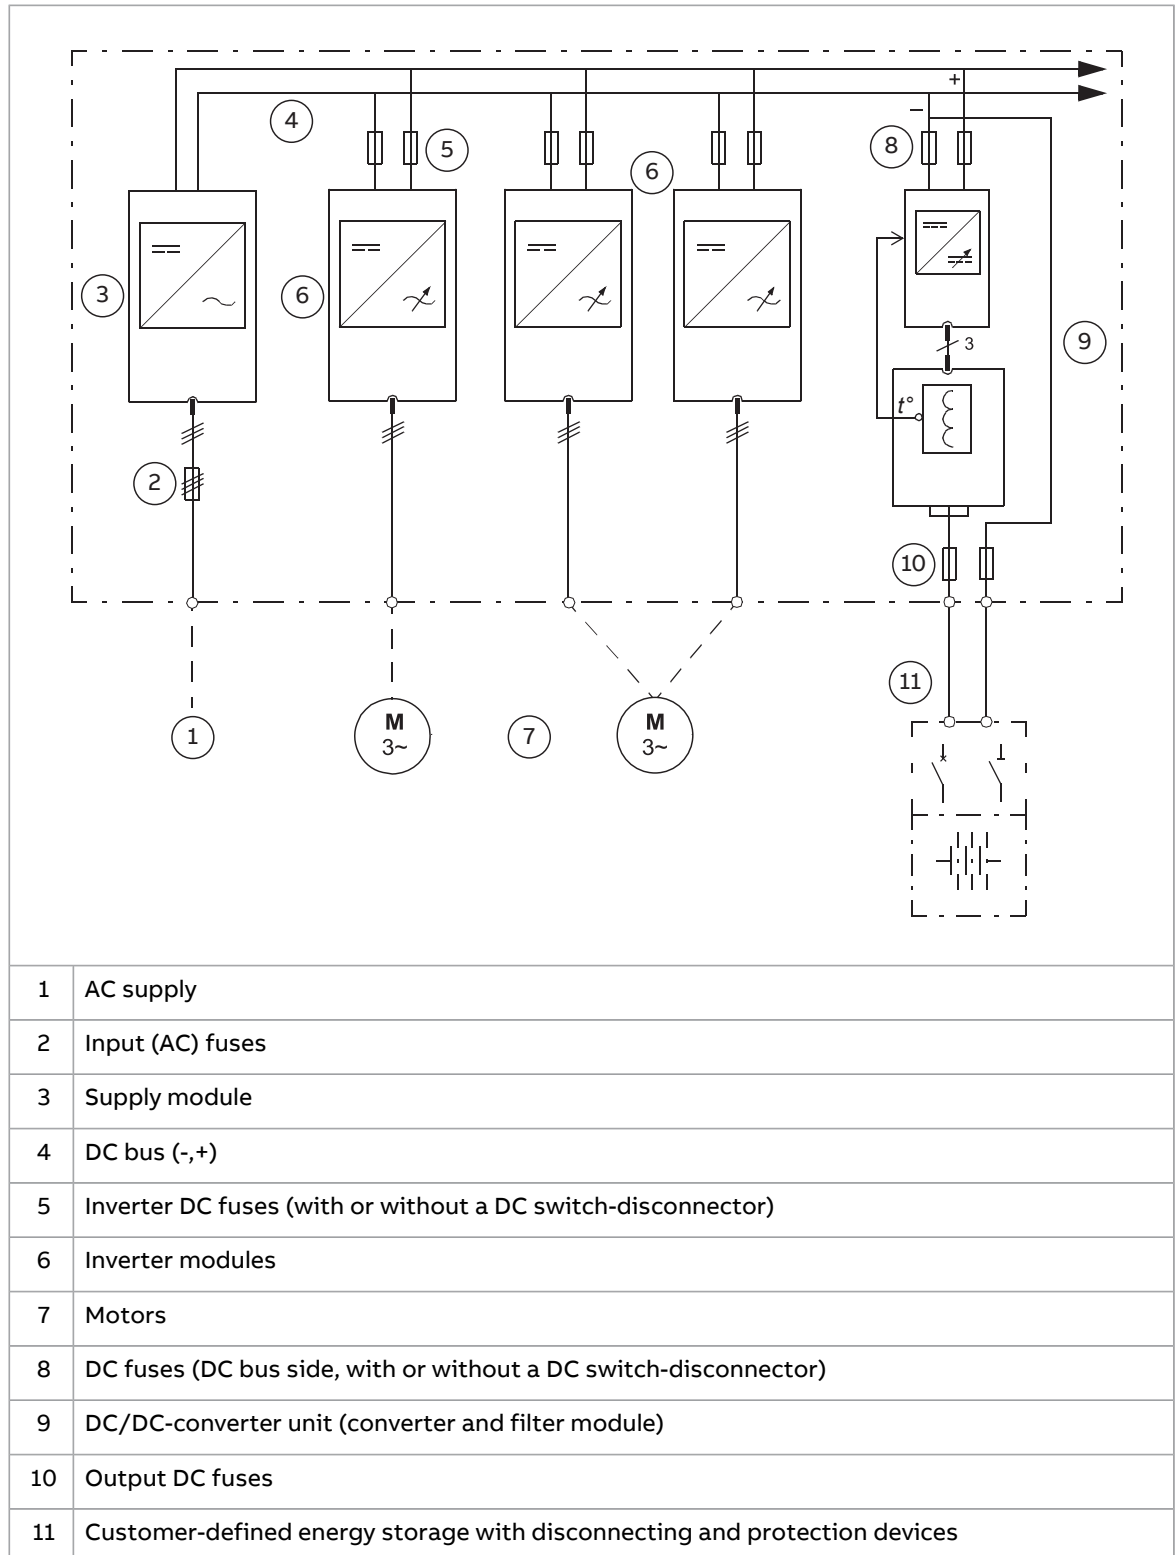 +
−
4
5
8
6
3
6
9
3
t°
2
10
11
1
M
3~
7
M
3~
1 AC supply
2 Input (AC) fuses
3 Supply module
4 DC bus (-,+)
5 Inverter DC fuses (with or without a DC switch-disconnector)
6 Inverter modules
7 Motors
8 DC fuses (DC bus side, with or without a DC switch-disconnector)
9 DC/DC-converter unit (converter and filter module)
10 Output DC fuses
11 Customer-defined energy storage with disconnecting and protection devices